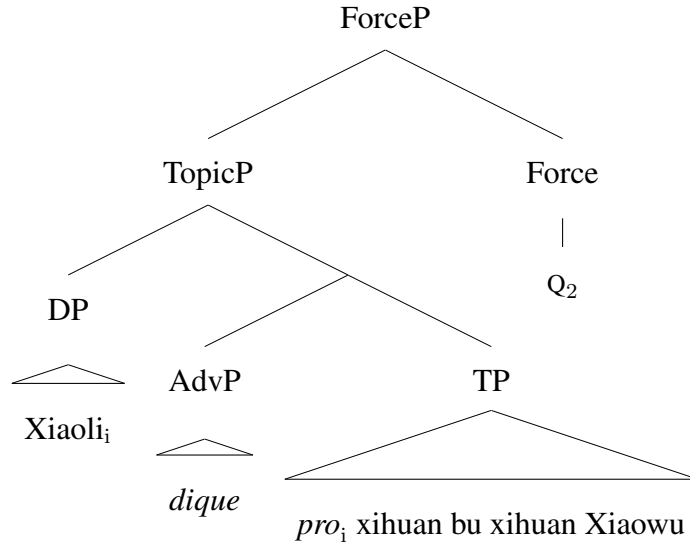 ForceP
TopicP Force
DP Q₂
AdvP TP
Xiaoliᵢ
dique
proᵢ xihuan bu xihuan Xiaowu